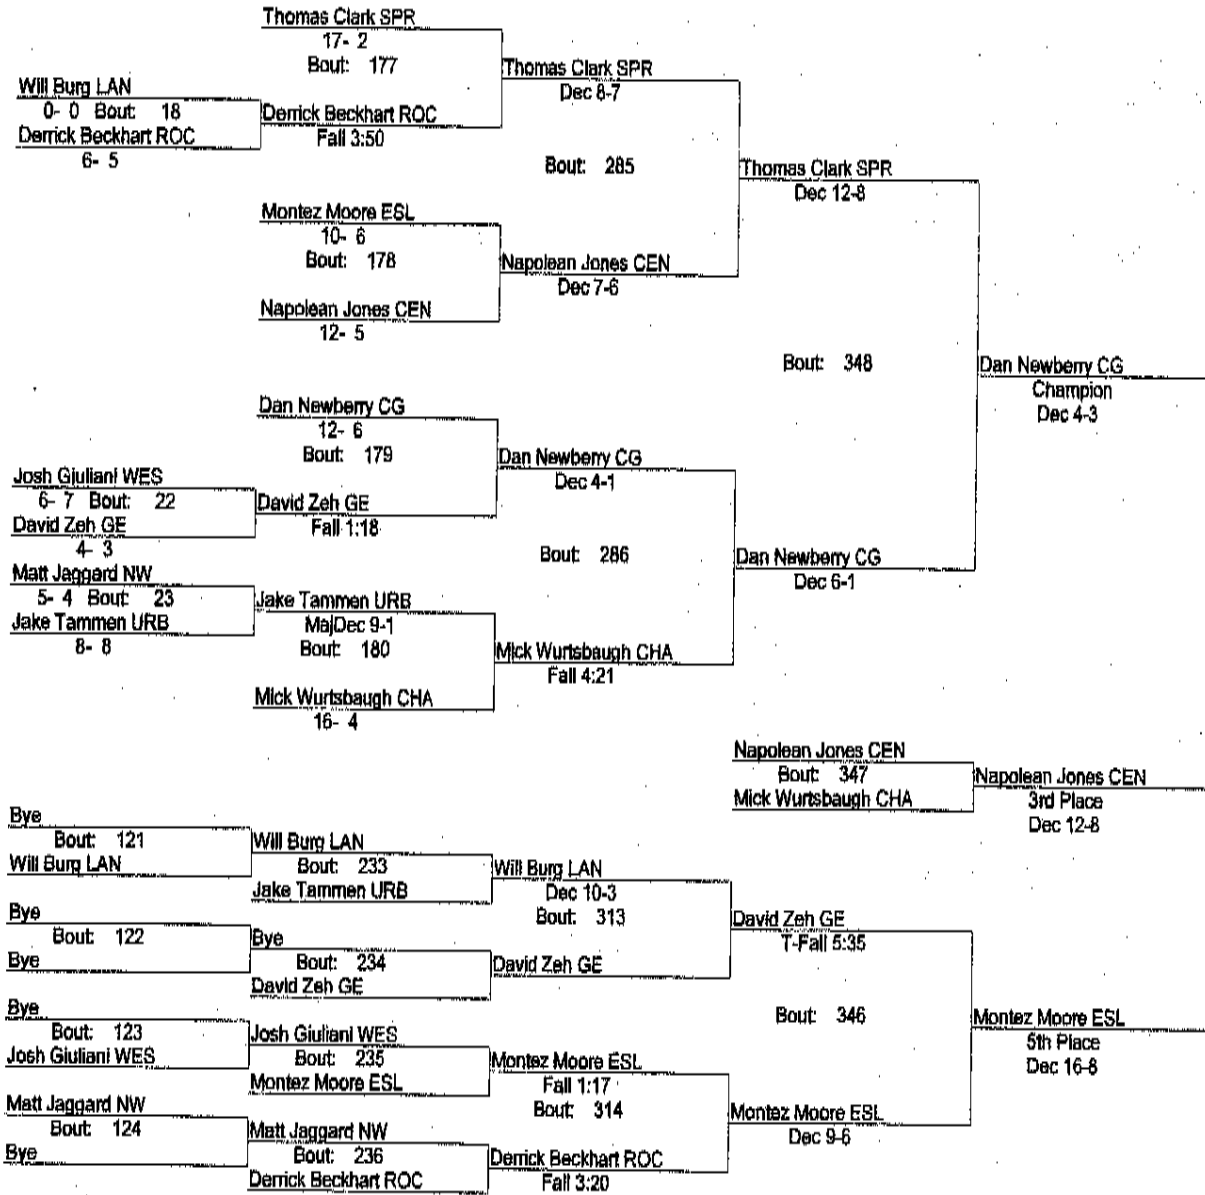 Thomas Clark SPR
17- 2
Bout: 177
Thomas Clark SPR
Dec 8-7
Will Burg LAN
0- 0 Bout: 18
Derrick Beckhart ROC
6- 5
Derrick Beckhart ROC
Fall 3:50
Bout: 285
Thomas Clark SPR
Dec 12-8
Montez Moore ESL
10- 6
Bout: 178
Napolean Jones CEN
Dec 7-6
Napolean Jones CEN
12- 5
Bout: 348
Dan Newberry CG
Champion
Dec 4-3
Dan Newberry CG
12- 6
Bout: 179
Dan Newberry CG
Dec 4-1
Josh Giuliani WES
6- 7 Bout: 22
David Zeh GE
4- 3
David Zeh GE
Fall 1:18
Bout: 286
Dan Newberry CG
Dec 6-1
Matt Jaggard NW
5- 4 Bout: 23
Jake Tammen URB
8- 8
Jake Tammen URB
MajDec 9-1
Bout: 180
Mick Wurtsbaugh CHA
Fall 4:21
Mick Wurtsbaugh CHA
16- 4
Napolean Jones CEN
Bout: 347
Mick Wurtsbaugh CHA
Napolean Jones CEN
3rd Place
Dec 12-8
Bye
Bout: 121
Will Burg LAN
Will Burg LAN
Bout: 233
Jake Tammen URB
Will Burg LAN
Dec 10-3
Bout: 313
David Zeh GE
T-Fall 5:35
Bye
Bout: 122
Bye
Bye
Bout: 234
David Zeh GE
David Zeh GE
Bout: 346
Montez Moore ESL
5th Place
Dec 16-8
Bye
Bout: 123
Josh Giuliani WES
Josh Giuliani WES
Bout: 235
Montez Moore ESL
Montez Moore ESL
Fall 1:17
Bout: 314
Montez Moore ESL
Dec 9-6
Matt Jaggard NW
Bout: 124
Bye
Matt Jaggard NW
Bout: 236
Derrick Beckhart ROC
Derrick Beckhart ROC
Fall 3:20